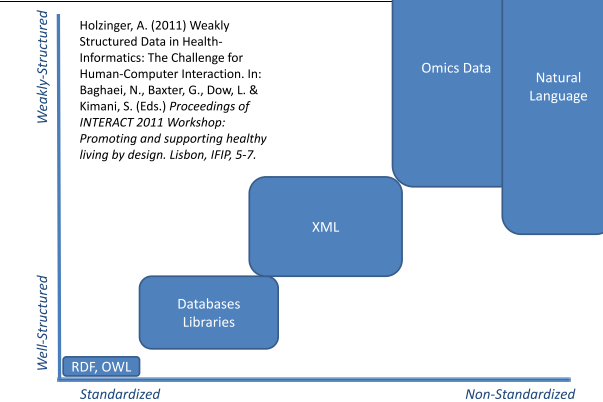 Weakly-Structured
Holzinger, A. (2011) Weakly
Structured Data in Health-
Informatics: The Challenge for
Human-Computer Interaction. In:
Baghaei, N., Baxter, G., Dow, L. &
Kimani, S. (Eds.) Proceedings of
INTERACT 2011 Workshop:
Promoting and supporting healthy
living by design. Lisbon, IFIP, 5-7.
Omics Data
Natural
Language
XML
Well-Structured
Databases
Libraries
RDF, OWL
Standardized
Non-Standardized